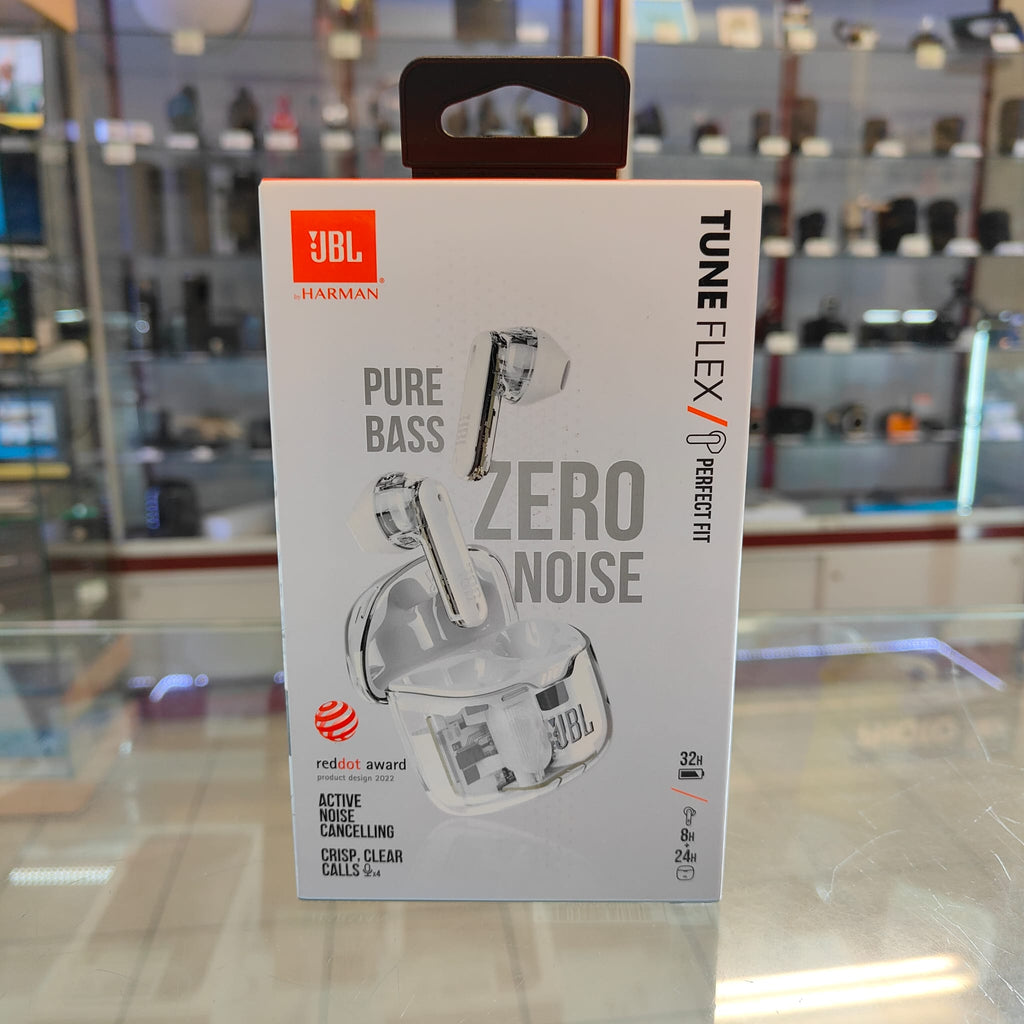 JBL
by HARMAN
TUNE FLEX / PERFECT FIT
PURE
BASS
ZERO
NOISE
JBL
reddot award
product design 2022
ACTIVE
NOISE
CANCELLING
CRISP, CLEAR
CALLS x4
32H
/
8H
+
24H